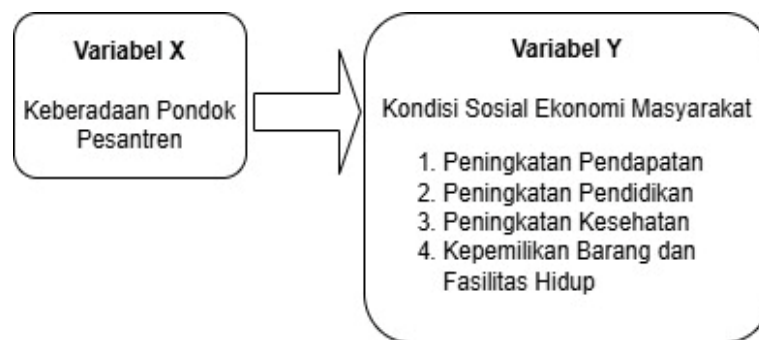 Variabel X
Keberadaan Pondok
Pesantren
Variabel Y
Kondisi Sosial Ekonomi Masyarakat
1. Peningkatan Pendapatan
2. Peningkatan Pendidikan
3. Peningkatan Kesehatan
4. Kepemilikan Barang dan
Fasilitas Hidup